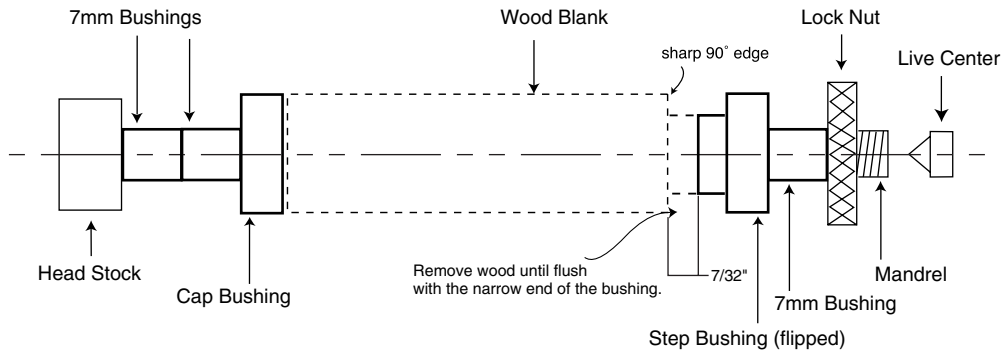 7mm Bushings
Wood Blank
Lock Nut
sharp 90° edge
Live Center
Head Stock
Cap Bushing
Remove wood until flush
with the narrow end of the bushing.
7/32"
Mandrel
7mm Bushing
Step Bushing (flipped)